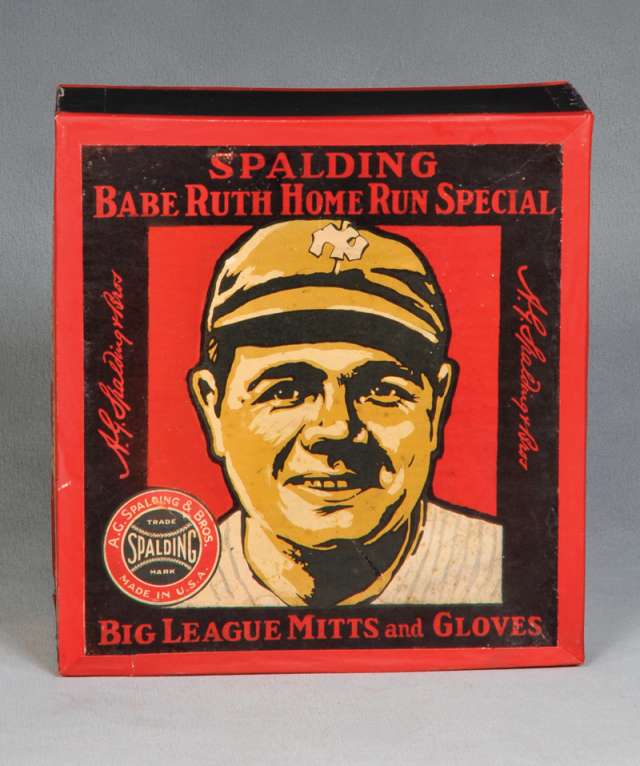 SPALDING
BABE RUTH HOME RUN SPECIAL
NY
A.G. Spalding & Bros
A.G. Spalding & Bros
A.G. SPALDING & BROS.
TRADE
SPALDING
MARK
MADE IN U.S.A.
BIG LEAGUE MITTS and GLOVES